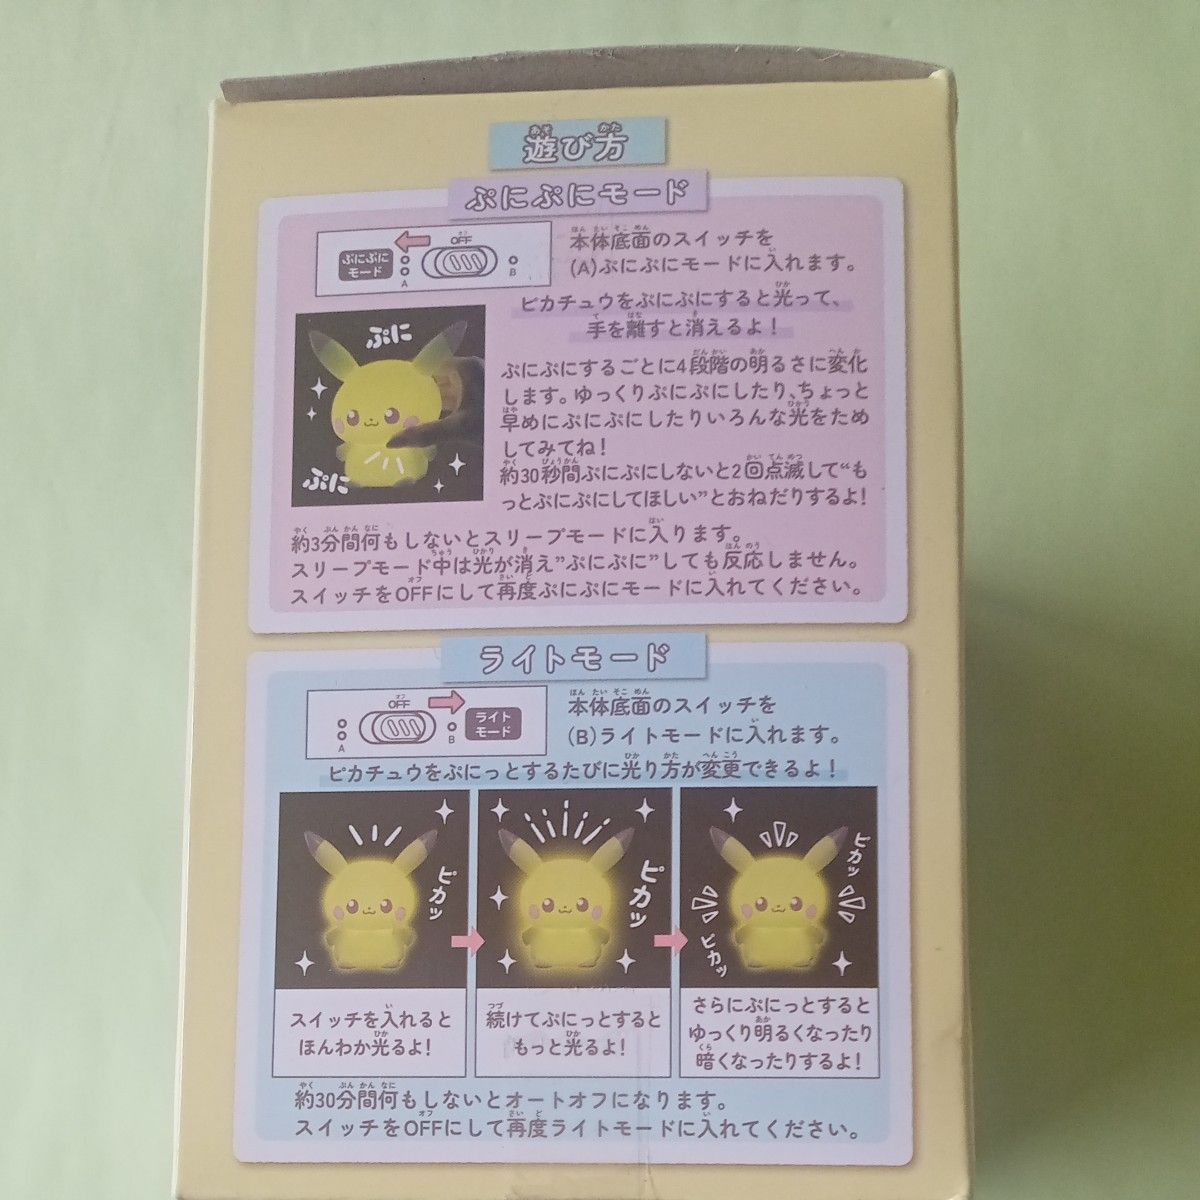 遊び方
ぷにぷにモード
ぷにぷに
モード
OFF
A
B
本体底面のスイッチを
(A)ぷにぷにモードに入れます。
ピカチュウをぷにぷにすると光って、
手を離すと消えるよ！
ぷに
ぷに
ぷにぷにするごとに4段階の明るさに変化
します。ゆっくりぷにぷにしたり、ちょっと
早めにぷにぷにしたりいろんな光をため
してみてね！
約30秒間ぷにぷにしないと2回点滅して“も
っとぷにぷにしてほしい”とおねだりするよ!
約3分間何もしないとスリープモードに入ります。
スリープモード中は光が消え”ぷにぷに”しても反応しません。
スイッチをOFFにして再度ぷにぷにモードに入れてください。
ライトモード
OFF
A
B
ライト
モード
本体底面のスイッチを
(B)ライトモードに入れます。
ピカチュウをぷにっとするたびに光り方が変更できるよ！
ピカッ
ピカッ
ピカッ
ピカッ
スイッチを入れると
ほんわか光るよ!
続けてぷにっとすると
もっと光るよ!
さらにぷにっとすると
ゆっくり明るくなったり
暗くなったりするよ!
約30分間何もしないとオートオフになります。
スイッチをOFFにして再度ライトモードに入れてください。